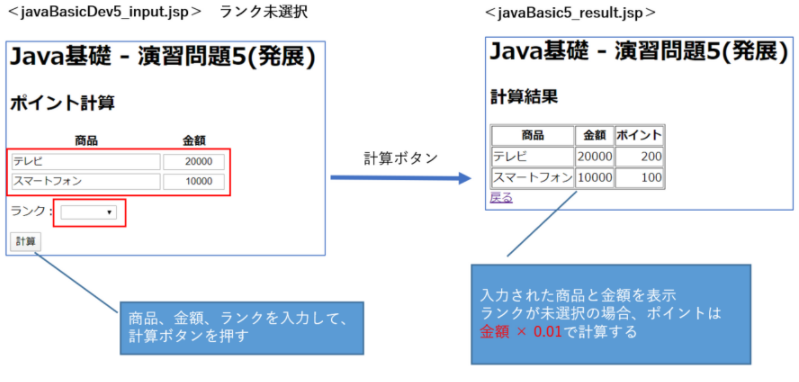 ＜javaBasicDev5_input.jsp＞　ランク未選択
Java基礎 - 演習問題5(発展)
ポイント計算
商品 金額
テレビ 20000
スマートフォン 10000
ランク：
計算
商品、金額、ランクを入力して、
計算ボタンを押す
計算ボタン
＜javaBasic5_result.jsp＞
Java基礎 - 演習問題5(発展)
計算結果
商品 金額 ポイント
テレビ 20000 200
スマートフォン 10000 100
戻る
入力された商品と金額を表示
ランクが未選択の場合、ポイントは
金額 × 0.01で計算する